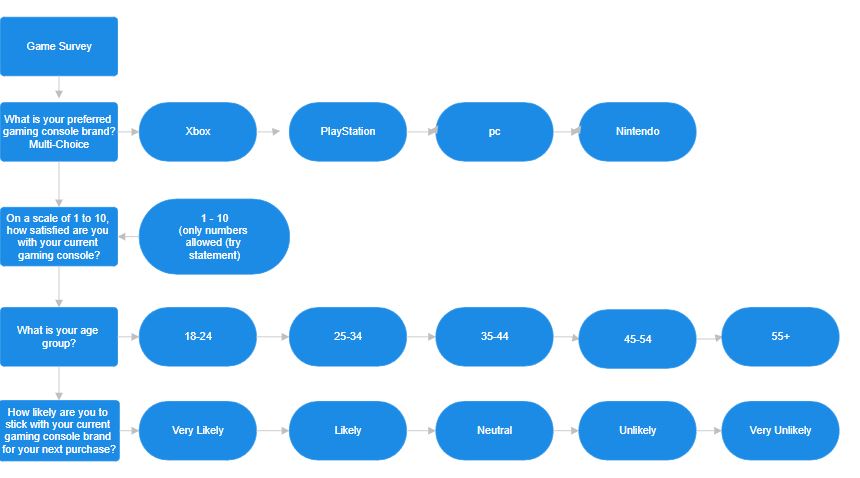 Game Survey
What is your preferred
gaming console brand?
Multi-Choice
Xbox
PlayStation
pc
Nintendo
On a scale of 1 to 10,
how satisfied are you
with your current
gaming console?
1 - 10
(only numbers
allowed (try
statement)
What is your age
group?
18-24
25-34
35-44
45-54
55+
How likely are you to
stick with your current
gaming console brand
for your next purchase?
Very Likely
Likely
Neutral
Unlikely
Very Unlikely